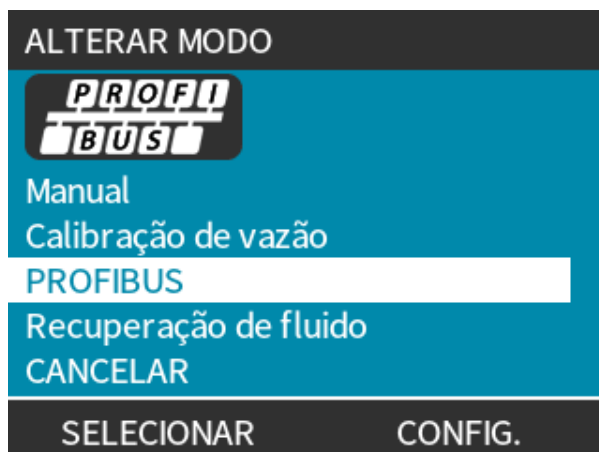 ALTERAR MODO
PROFI
BUS
Manual
Calibração de vazão
PROFIBUS
Recuperação de fluido
CANCELAR
SELECIONAR CONFIG.